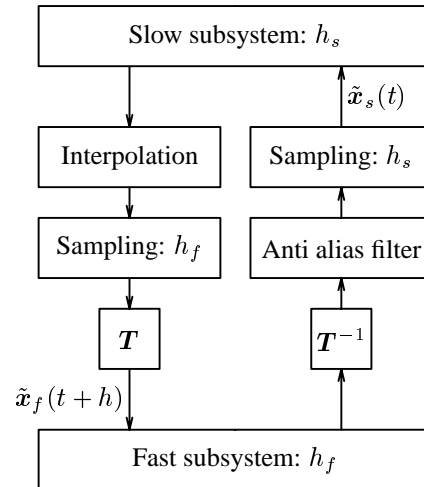 Slow subsystem: h_s
x̃_s(t)
Interpolation
Sampling: h_s
Sampling: h_f
Anti alias filter
T
T⁻¹
x̃_f(t + h)
Fast subsystem: h_f